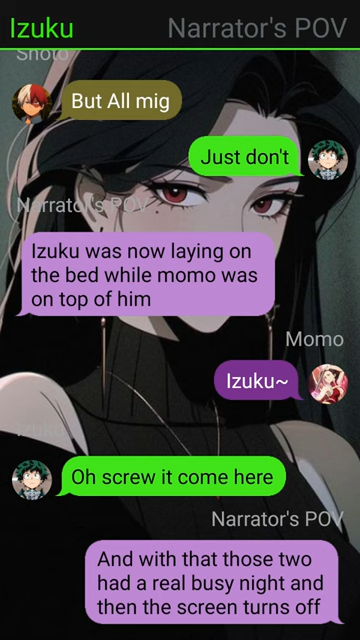 Izuku Narrator's POV
Shoto
But All mig
Just don't
Narrator's POV
Izuku was now laying on
the bed while momo was
on top of him
Momo
Izuku~
Izuku
Oh screw it come here
Narrator's POV
And with that those two
had a real busy night and
then the screen turns off